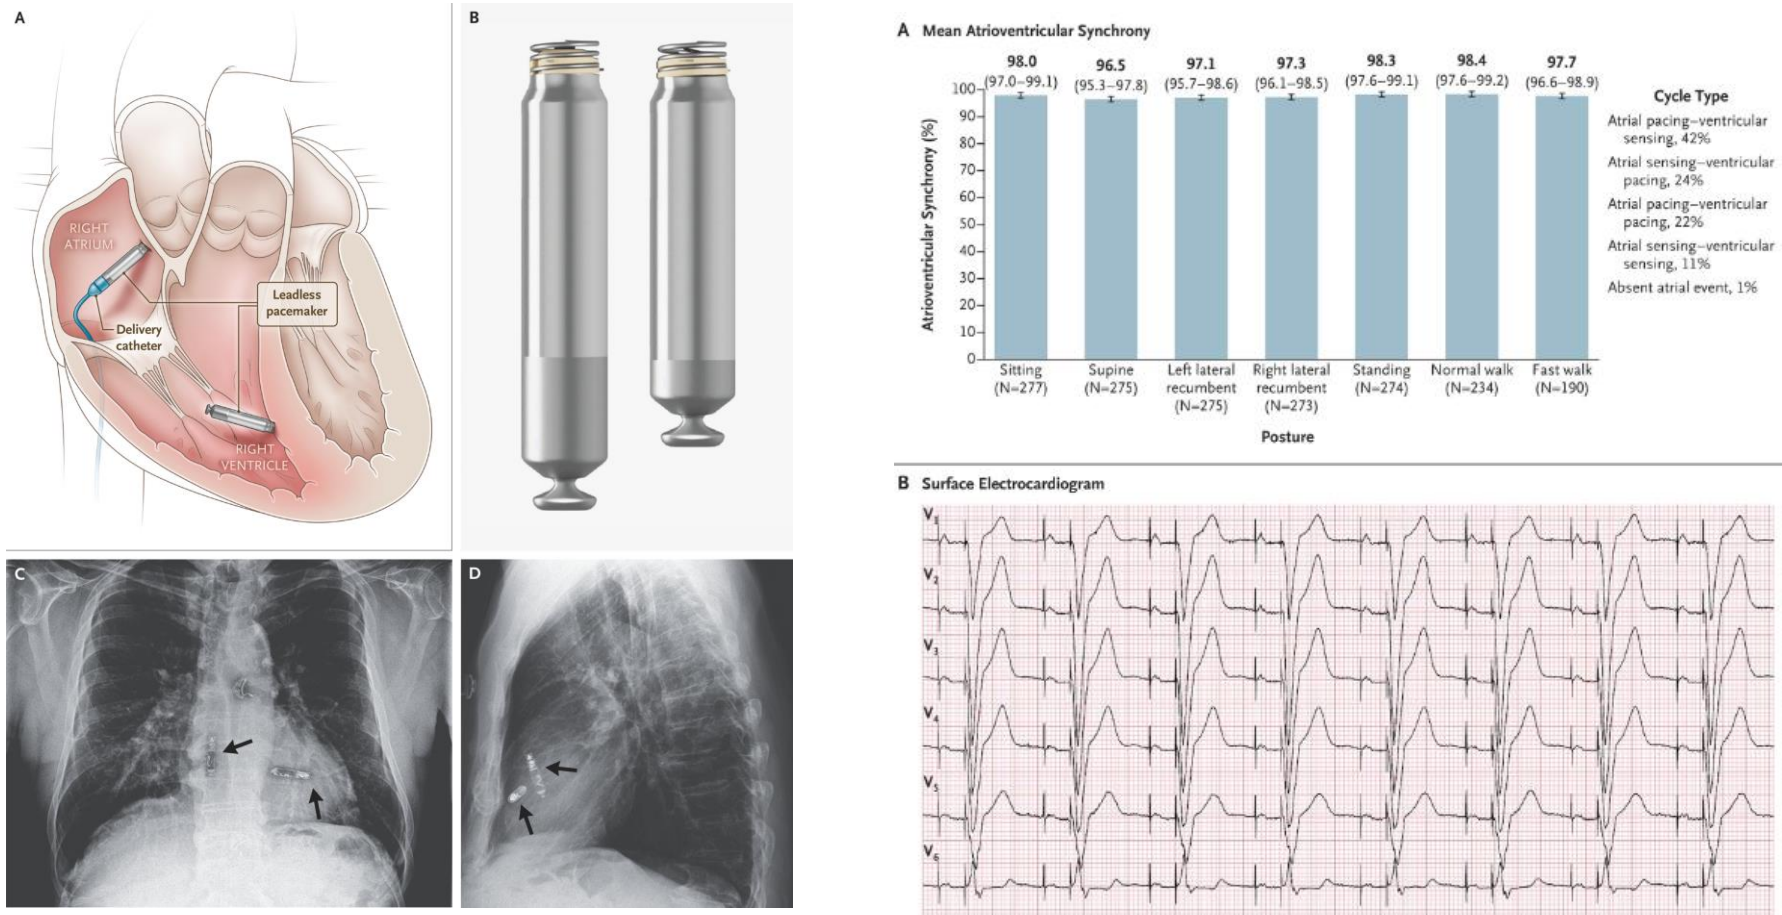 A
RIGHT
ATRIUM
Leadless
pacemaker
Delivery
catheter
RIGHT
VENTRICLE
B
C
D
A Mean Atrioventricular Synchrony
98.0
(97.0–99.1)
96.5
(95.3–97.8)
97.1
(95.7–98.6)
97.3
(96.1–98.5)
98.3
(97.6–99.1)
98.4
(97.6–99.2)
97.7
(96.6–98.9)
Atrioventricular Synchrony (%)
100
90
80
70
60
50
40
30
20
10
0
Sitting
(N=277)
Supine
(N=275)
Left lateral
recumbent
(N=275)
Right lateral
recumbent
(N=273)
Standing
(N=274)
Normal walk
(N=234)
Fast walk
(N=190)
Posture
Cycle Type
Atrial pacing–ventricular
sensing, 42%
Atrial sensing–ventricular
pacing, 24%
Atrial pacing–ventricular
pacing, 22%
Atrial sensing–ventricular
sensing, 11%
Absent atrial event, 1%
B Surface Electrocardiogram
V1
V2
V3
V4
V5
V6